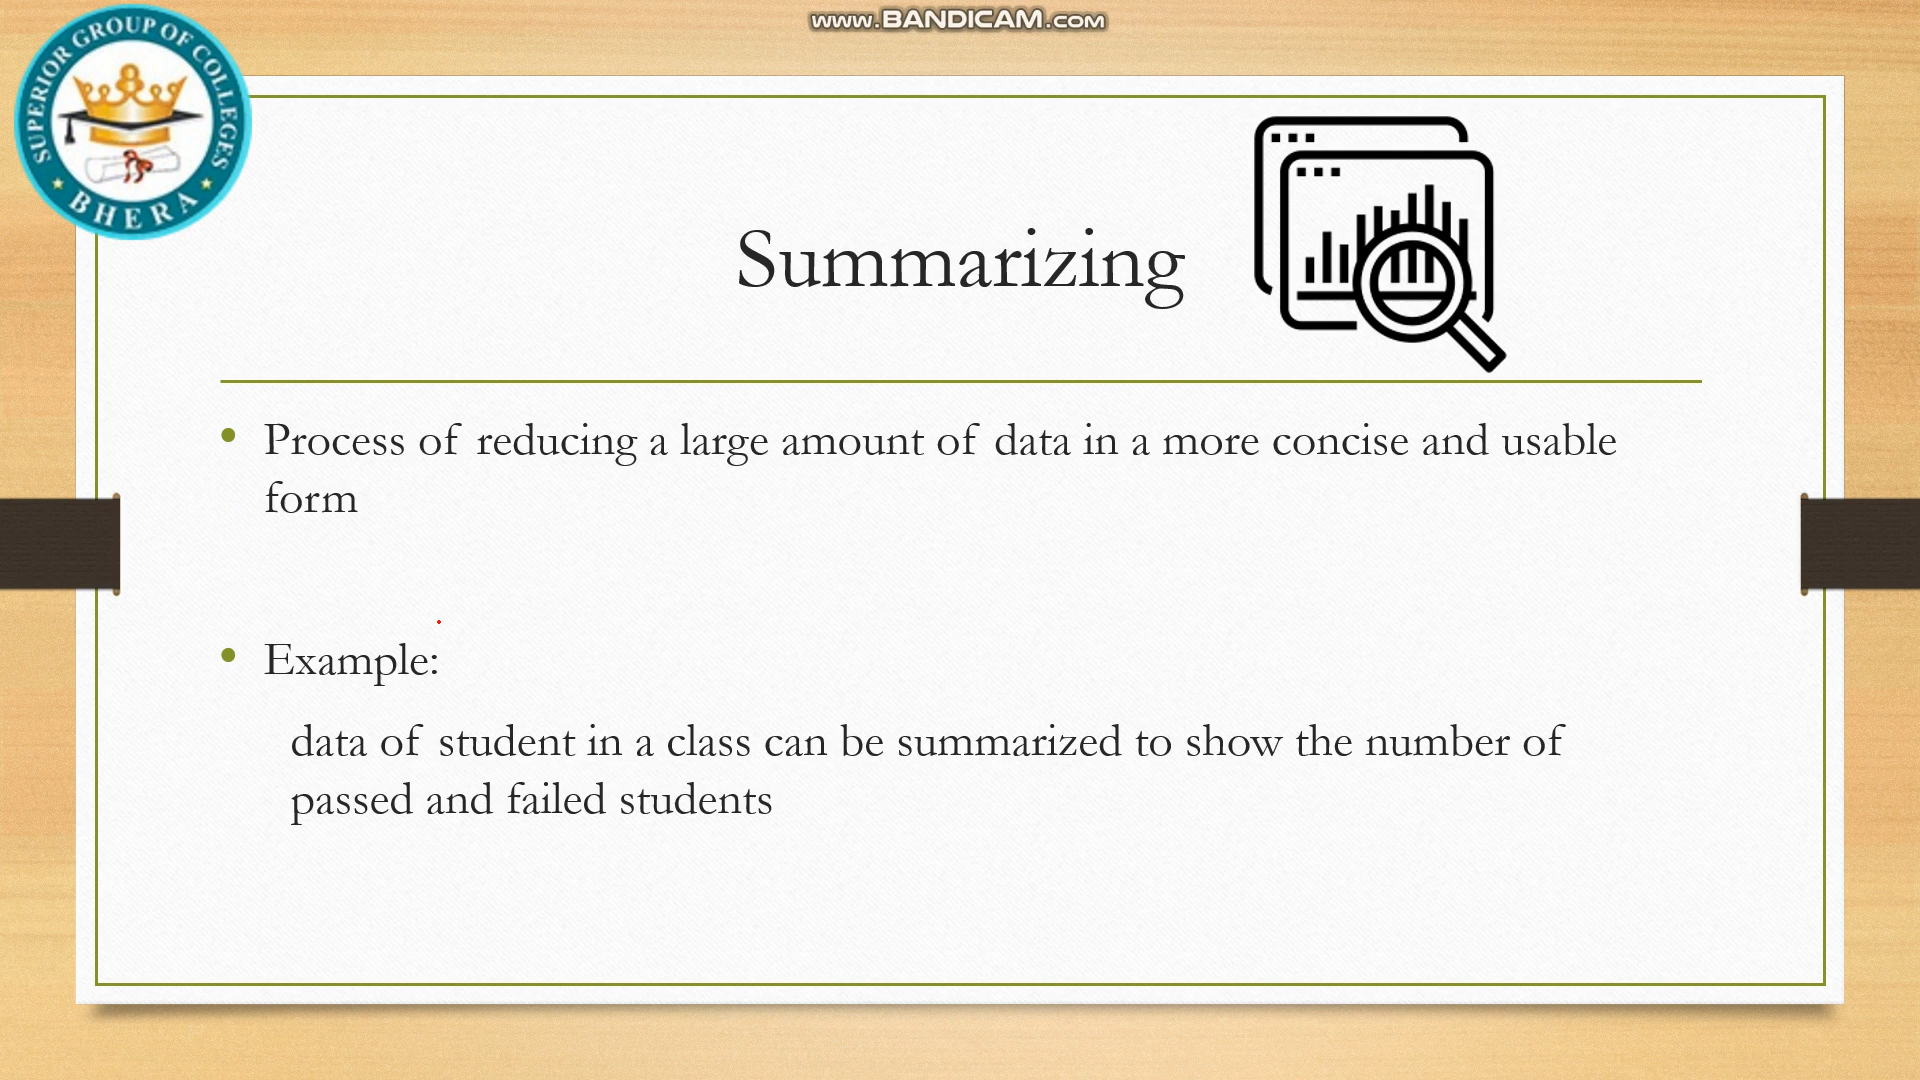 www.BANDICAM.com
SUPERIOR GROUP OF COLLEGES
BHERA
Summarizing
• Process of reducing a large amount of data in a more concise and usable
form
• Example:
data of student in a class can be summarized to show the number of
passed and failed students